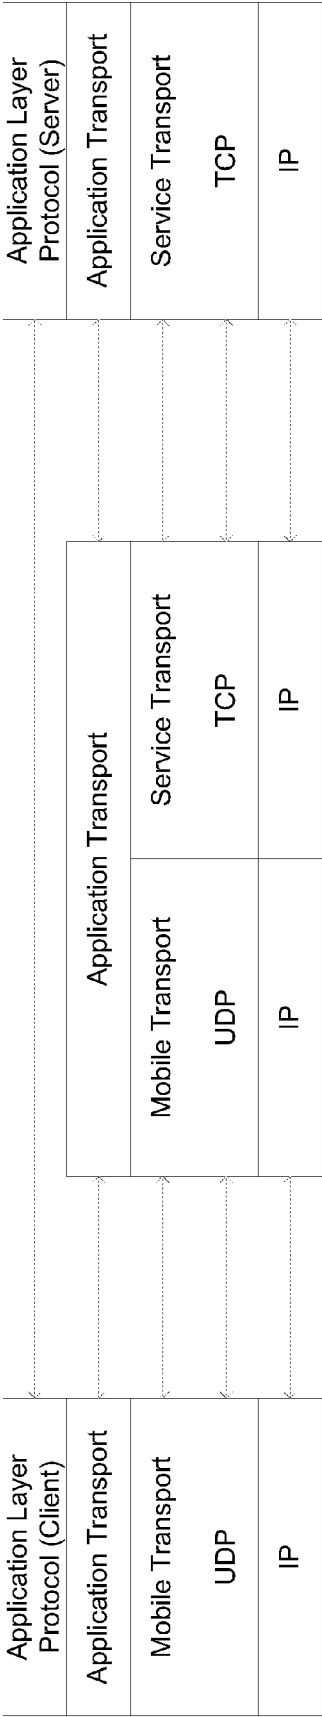 Application Layer
Protocol (Client)
Application Transport
Mobile Transport
UDP
IP
Application Transport
Mobile Transport
UDP
IP
Service Transport
TCP
IP
Application Layer
Protocol (Server)
Application Transport
Service Transport
TCP
IP